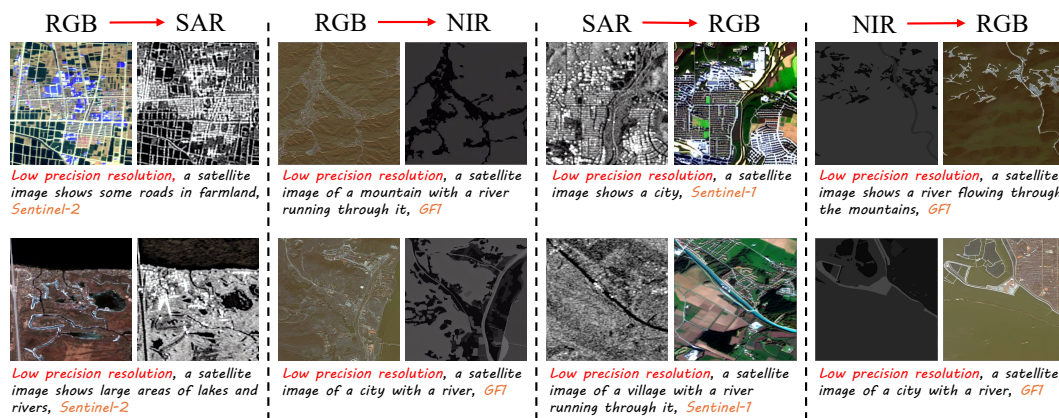 RGB → SAR
Low precision resolution, a satellite
image shows some roads in farmland,
Sentinel-2
Low precision resolution, a satellite
image shows large areas of lakes and
rivers, Sentinel-2
RGB → NIR
Low precision resolution, a satellite
image of a mountain with a river
running through it, GF1
Low precision resolution, a satellite
image of a city with a river, GF1
SAR → RGB
Low precision resolution, a satellite
image shows a city, Sentinel-1
Low precision resolution, a satellite
image of a village with a river
running through it, Sentinel-1
NIR → RGB
Low precision resolution, a satellite
image shows a river flowing through
the mountains, GF1
Low precision resolution, a satellite
image of a city with a river, GF1